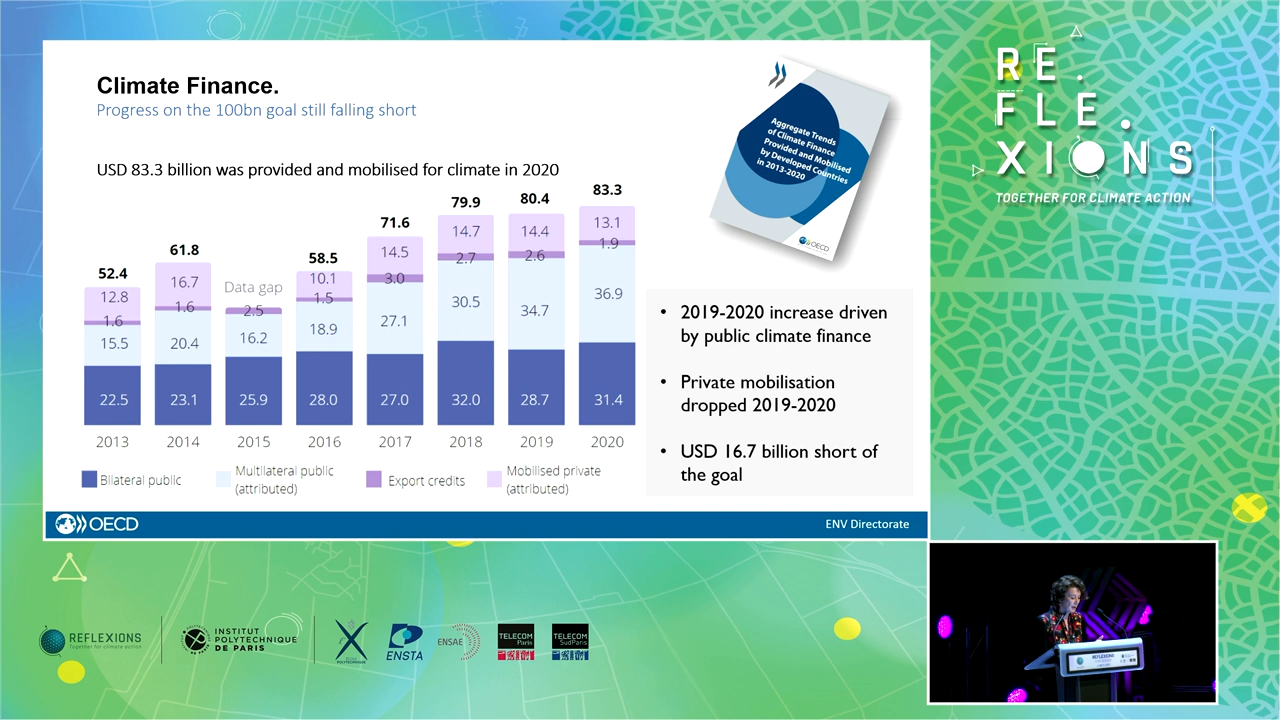 Climate Finance.
Progress on the 100bn goal still falling short
USD 83.3 billion was provided and mobilised for climate in 2020
52.4
61.8
58.5
71.6
79.9
80.4
83.3
12.8
16.7
Data gap
10.1
14.5
14.7
14.4
13.1
1.6
1.6
2.5
1.5
3.0
2.7
2.6
1.9
15.5
20.4
16.2
18.9
27.1
30.5
34.7
36.9
22.5
23.1
25.9
28.0
27.0
32.0
28.7
31.4
2013
2014
2015
2016
2017
2018
2019
2020
Bilateral public
Multilateral public
(attributed)
Export credits
Mobilised private
(attributed)
Aggregate Trends
of Climate Finance
Provided and Mobilised
by Developed Countries
in 2013-2020
OECD
• 2019-2020 increase driven
by public climate finance
• Private mobilisation
dropped 2019-2020
• USD 16.7 billion short of
the goal
OECD
ENV Directorate
RE.
FLE.
XIONS
TOGETHER FOR CLIMATE ACTION
REFLEXIONS
Together for climate action
INSTITUT
POLYTECHNIQUE
DE PARIS
ÉCOLE
POLYTECHNIQUE
ENSTA
ENSAE
TELECOM
Paris
TELECOM
SudParis
REFLEXIONS